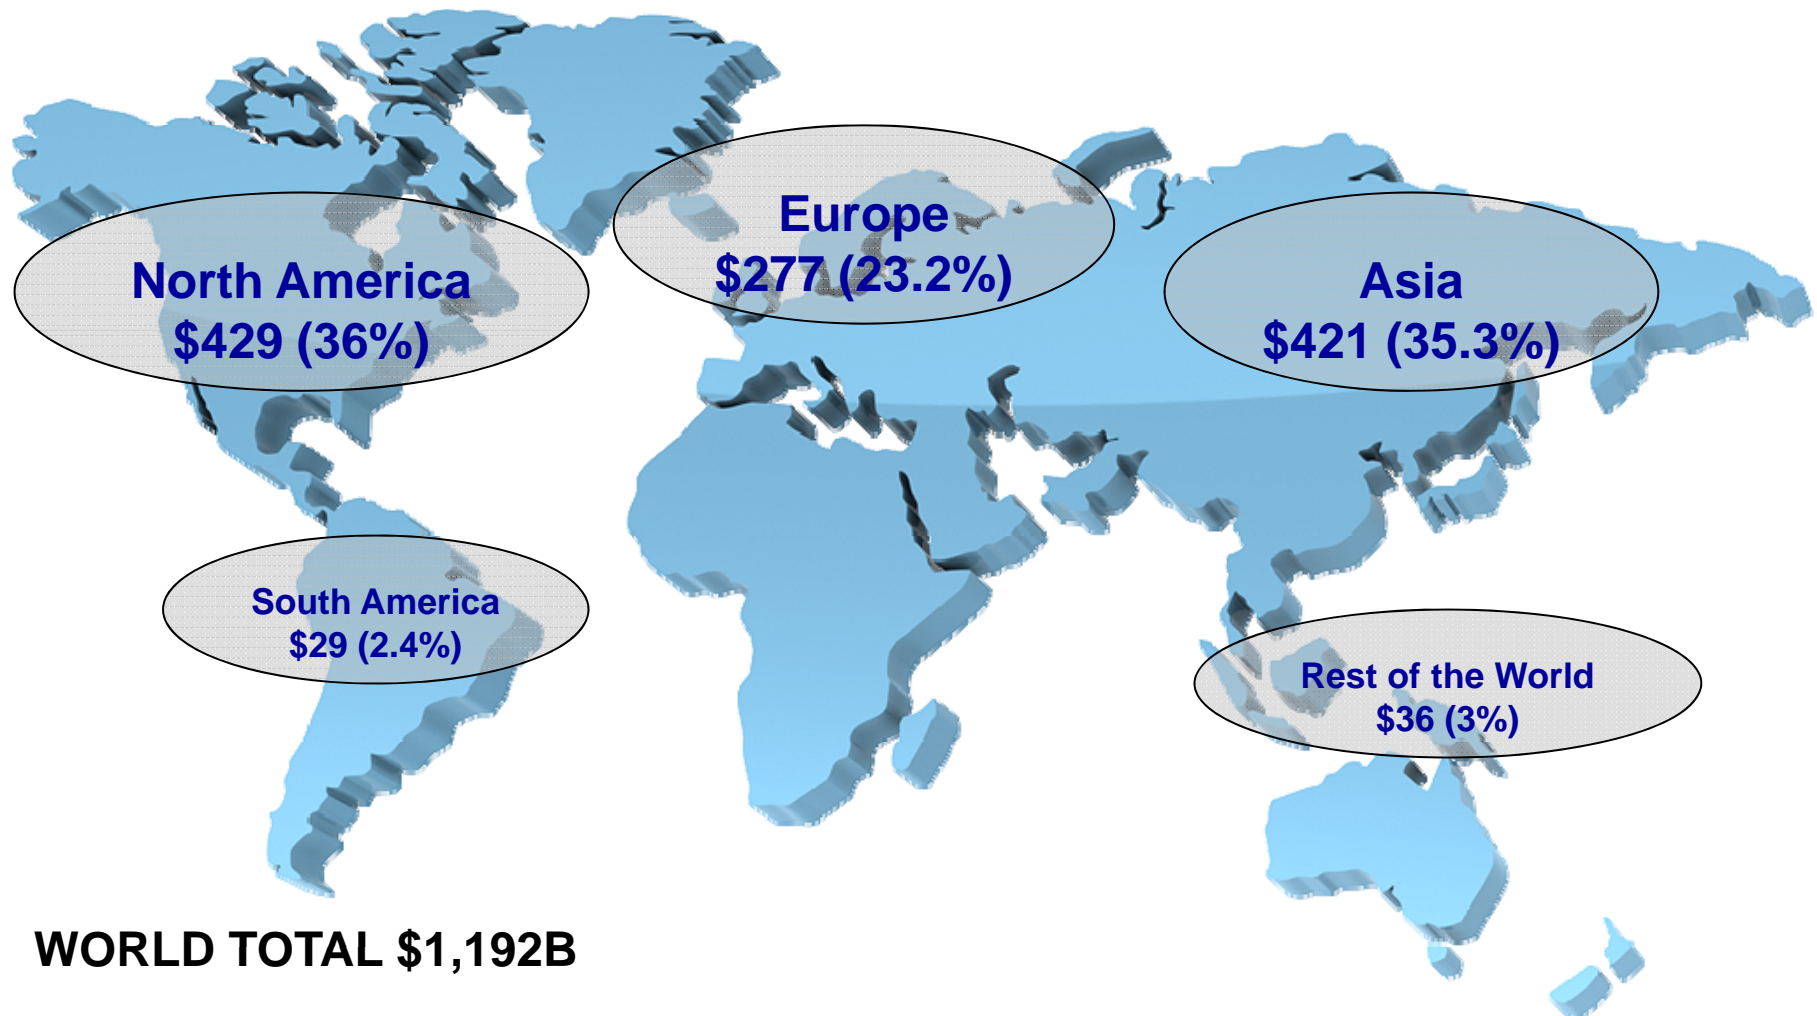 Europe
$277 (23.2%)
North America
$429 (36%)
Asia
$421 (35.3%)
South America
$29 (2.4%)
Rest of the World
$36 (3%)
WORLD TOTAL $1,192B